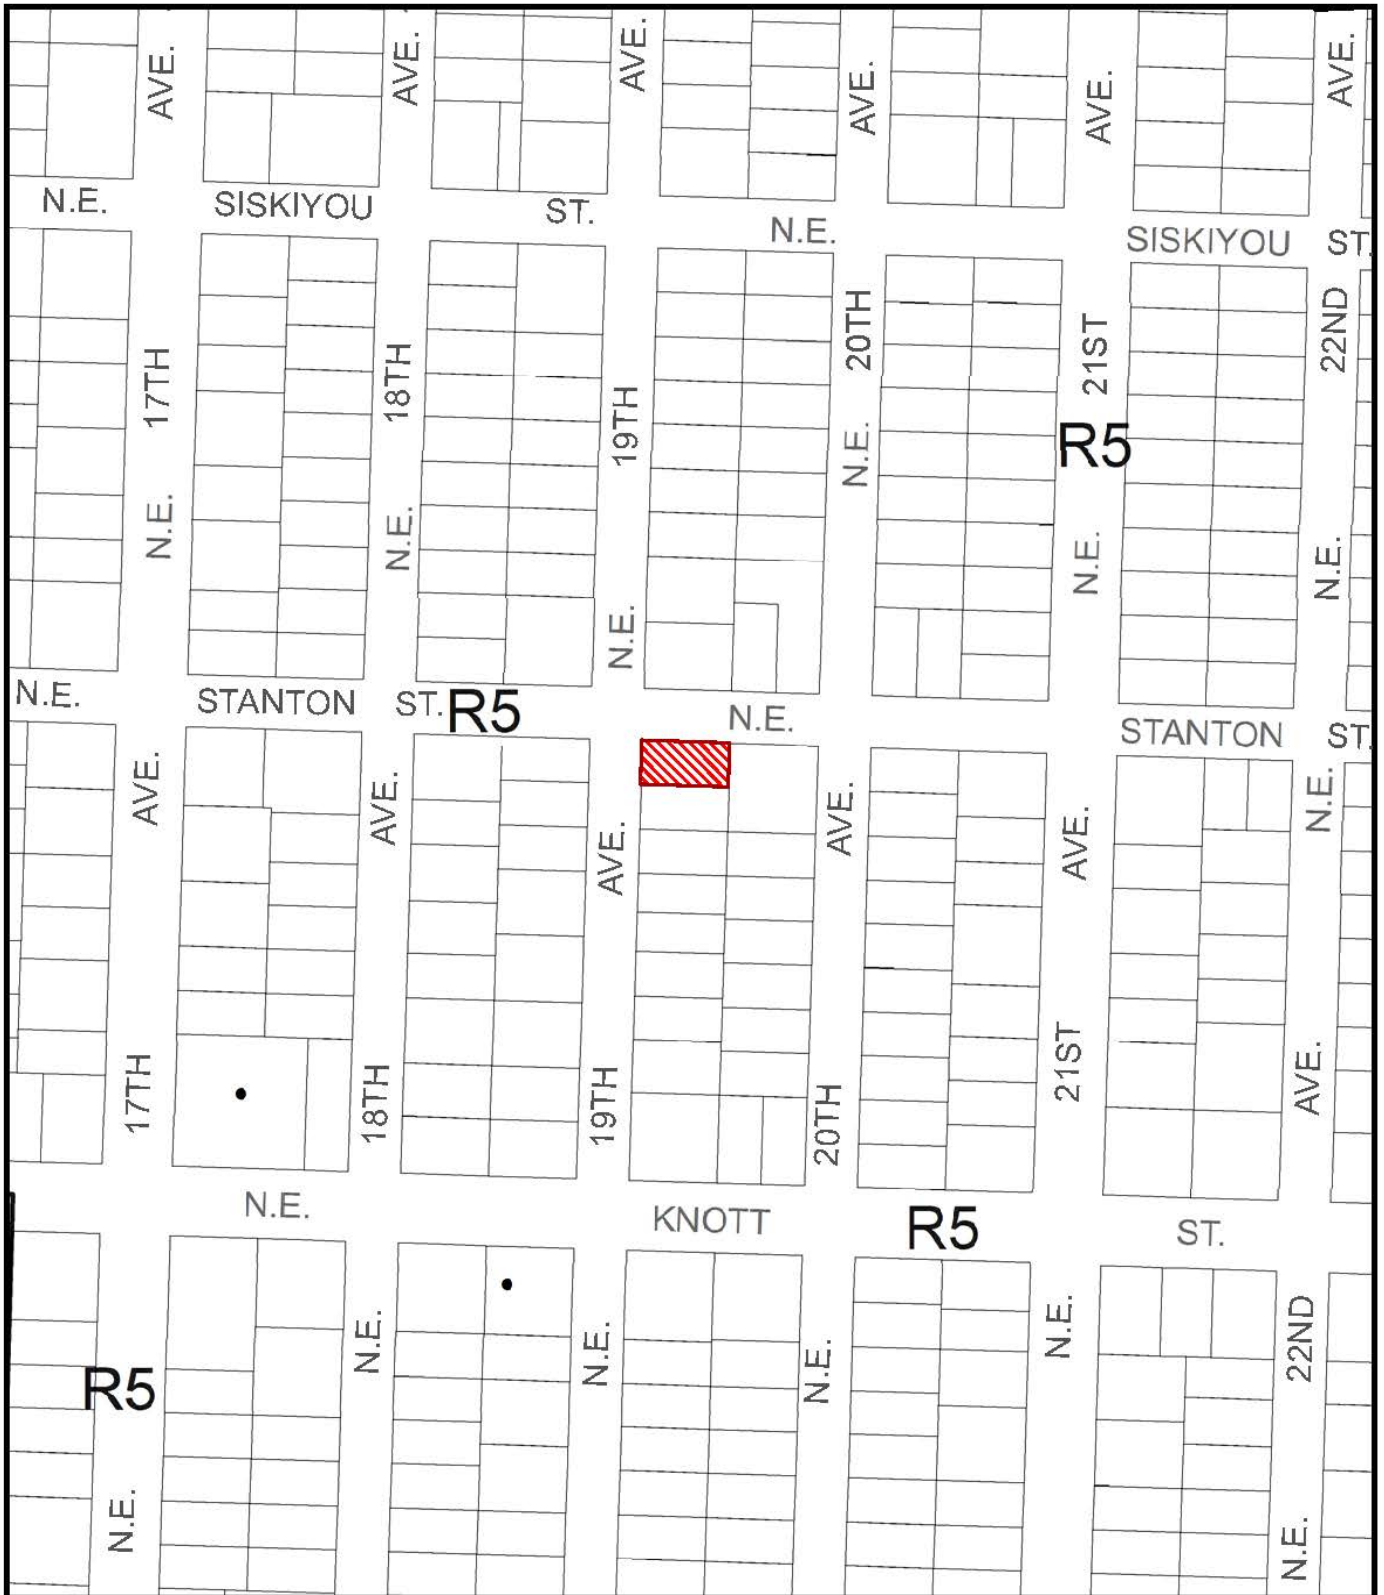 AVE.
AVE.
AVE.
AVE.
AVE.
AVE.
N.E.
SISKIYOU
ST.
N.E.
SISKIYOU
ST.
17TH
18TH
19TH
20TH
21ST
22ND
R5
N.E.
N.E.
N.E.
N.E.
N.E.
N.E.
N.E.
STANTON
ST.
R5
N.E.
STANTON
ST.
AVE.
AVE.
AVE.
AVE.
AVE.
N.E.
17TH
18TH
19TH
20TH
21ST
AVE.
N.E.
KNOTT
R5
ST.
N.E.
N.E.
N.E.
N.E.
22ND
R5
N.E.
N.E.